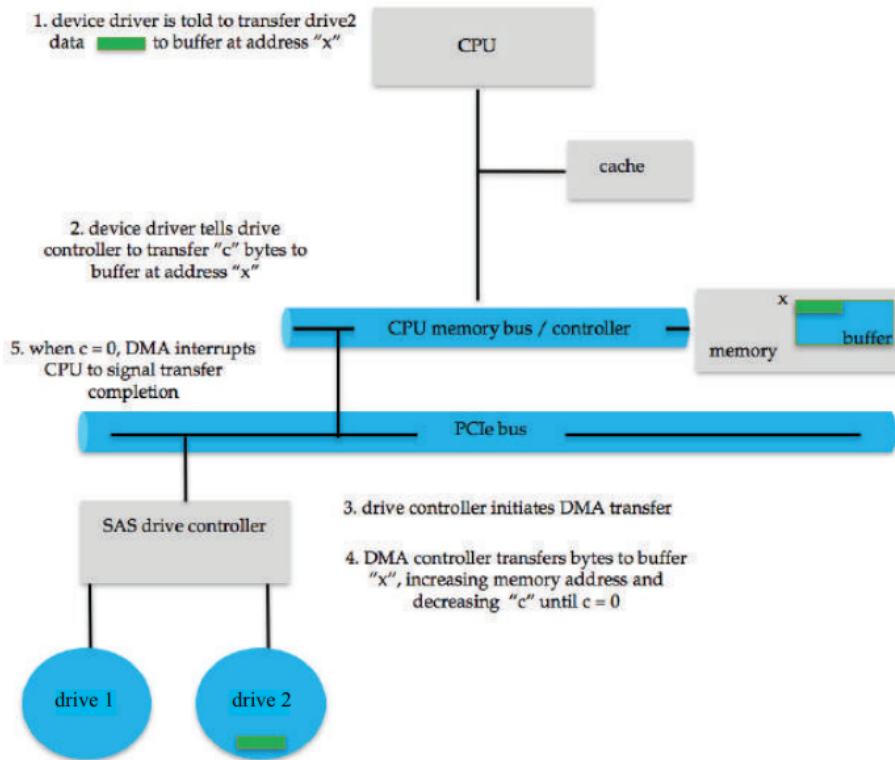 1. device driver is told to transfer drive2
data to buffer at address "x"
CPU
cache
2. device driver tells drive
controller to transfer "c" bytes to
buffer at address "x"
x
CPU memory bus / controller
buffer
memory
5. when c = 0, DMA interrupts
CPU to signal transfer
completion
PCIe bus
SAS drive controller
3. drive controller initiates DMA transfer
4. DMA controller transfers bytes to buffer
"x", increasing memory address and
decreasing "c" until c = 0
drive 1
drive 2